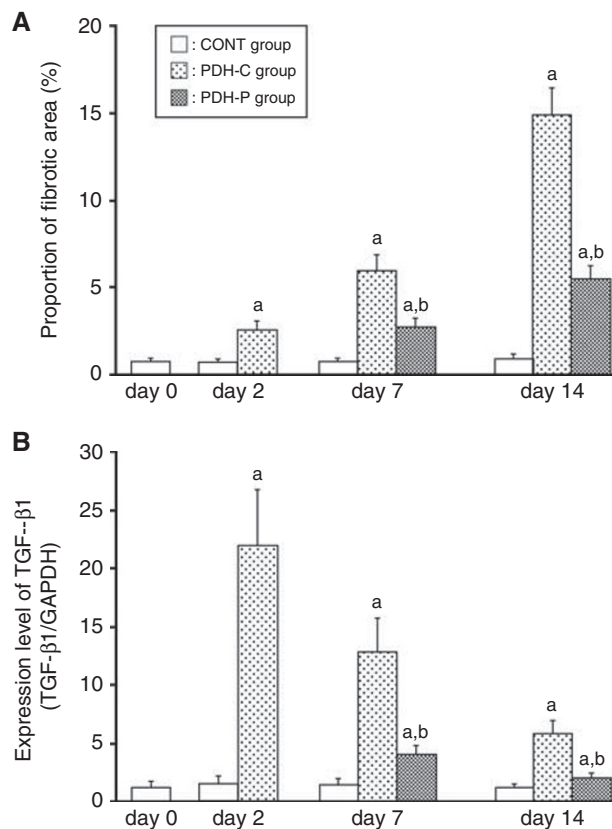 A
Proportion of fibrotic area (%)
20
15
10
5
0
: CONT group
: PDH-C group
: PDH-P group
a
a
a,b
a
a,b
day 0
day 2
day 7
day 14
B
Expression level of TGF--β1
(TGF-β1/GAPDH)
30
25
20
15
10
5
0
a
a
a,b
a
a,b
day 0
day 2
day 7
day 14